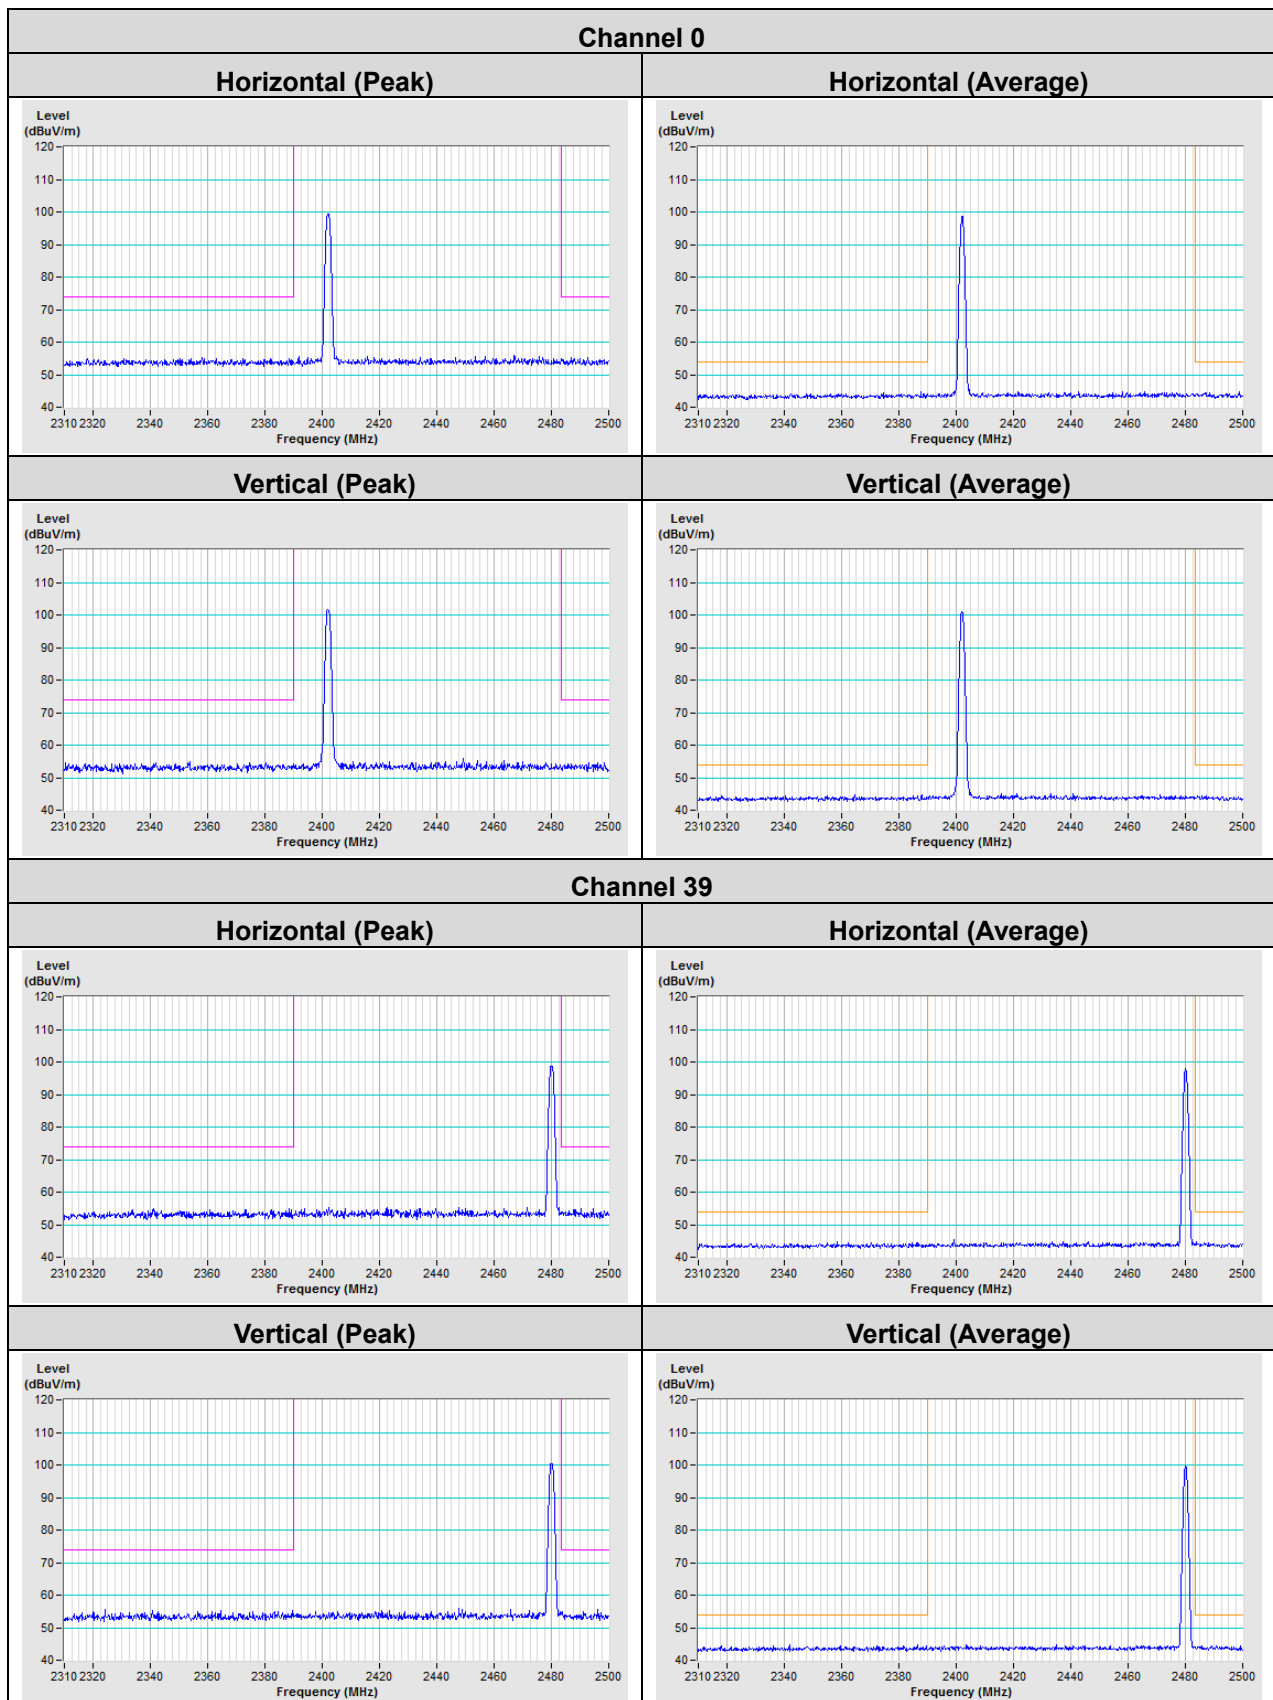 Channel 0
Horizontal (Peak) Horizontal (Average)
Level Level
(dBuV/m) (dBuV/m)
120 120
110 110
100 100
90 90
80 80
70 70
60 60
50 50
40 40
2310 2320 2340 2360 2380 2400 2420 2440 2460 2480 2500 2310 2320 2340 2360 2380 2400 2420 2440 2460 2480 2500
Frequency (MHz) Frequency (MHz)
Vertical (Peak) Vertical (Average)
Level Level
(dBuV/m) (dBuV/m)
120 120
110 110
100 100
90 90
80 80
70 70
60 60
50 50
40 40
2310 2320 2340 2360 2380 2400 2420 2440 2460 2480 2500 2310 2320 2340 2360 2380 2400 2420 2440 2460 2480 2500
Frequency (MHz) Frequency (MHz)
Channel 39
Horizontal (Peak) Horizontal (Average)
Level Level
(dBuV/m) (dBuV/m)
120 120
110 110
100 100
90 90
80 80
70 70
60 60
50 50
40 40
2310 2320 2340 2360 2380 2400 2420 2440 2460 2480 2500 2310 2320 2340 2360 2380 2400 2420 2440 2460 2480 2500
Frequency (MHz) Frequency (MHz)
Vertical (Peak) Vertical (Average)
Level Level
(dBuV/m) (dBuV/m)
120 120
110 110
100 100
90 90
80 80
70 70
60 60
50 50
40 40
2310 2320 2340 2360 2380 2400 2420 2440 2460 2480 2500 2310 2320 2340 2360 2380 2400 2420 2440 2460 2480 2500
Frequency (MHz) Frequency (MHz)